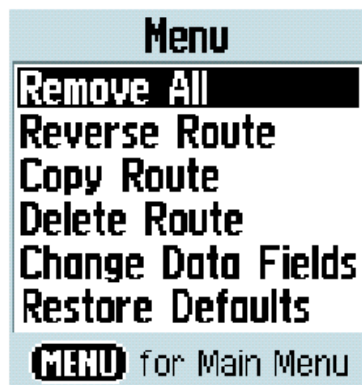 Menu
Remove All
Reverse Route
Copy Route
Delete Route
Change Data Fields
Restore Defaults
MENU for Main Menu